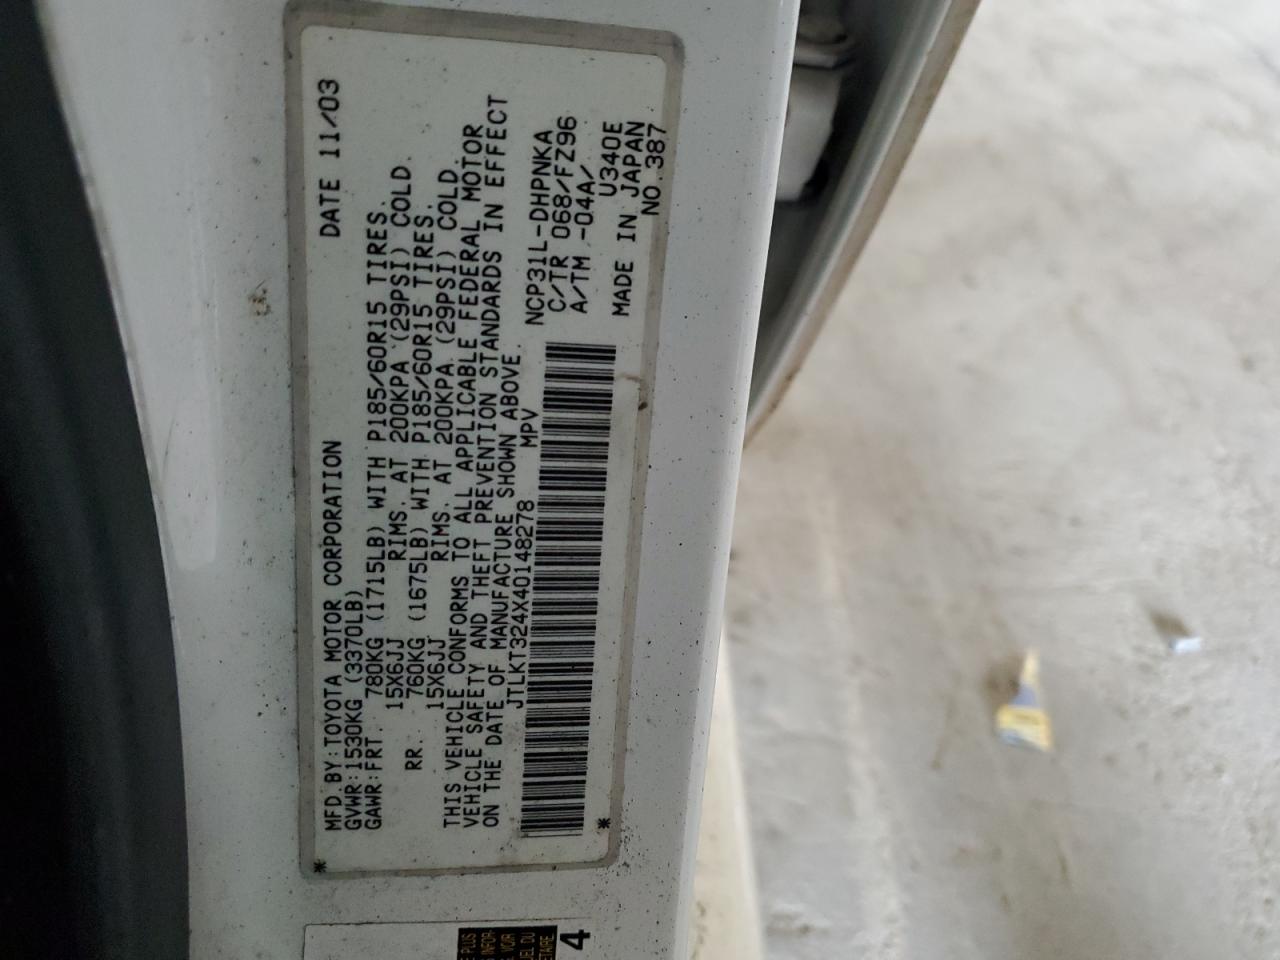 MFD.BY:TOYOTA MOTOR CORPORATION DATE 11/03
GVWR:1530KG (3370LB)
GAWR:FRT. 780KG (1715LB) WITH P185/60R15 TIRES.
15X6JJ RIMS. AT 200KPA (29PSI) COLD.
RR. 760KG (1675LB) WITH P185/60R15 TIRES.
15X6JJ RIMS. AT 200KPA (29PSI) COLD.
THIS VEHICLE CONFORMS TO ALL APPLICABLE FEDERAL MOTOR
VEHICLE SAFETY AND THEFT PREVENTION STANDARDS IN EFFECT
ON THE DATE OF MANUFACTURE SHOWN ABOVE.
JTLKT324X40148278 MPV NCP31L-DHPNKA
C/TR 068/FZ96
A/TM -04A/
U340E
MADE IN JAPAN
NO.387
* *
PLUS
VOIR
DU
4